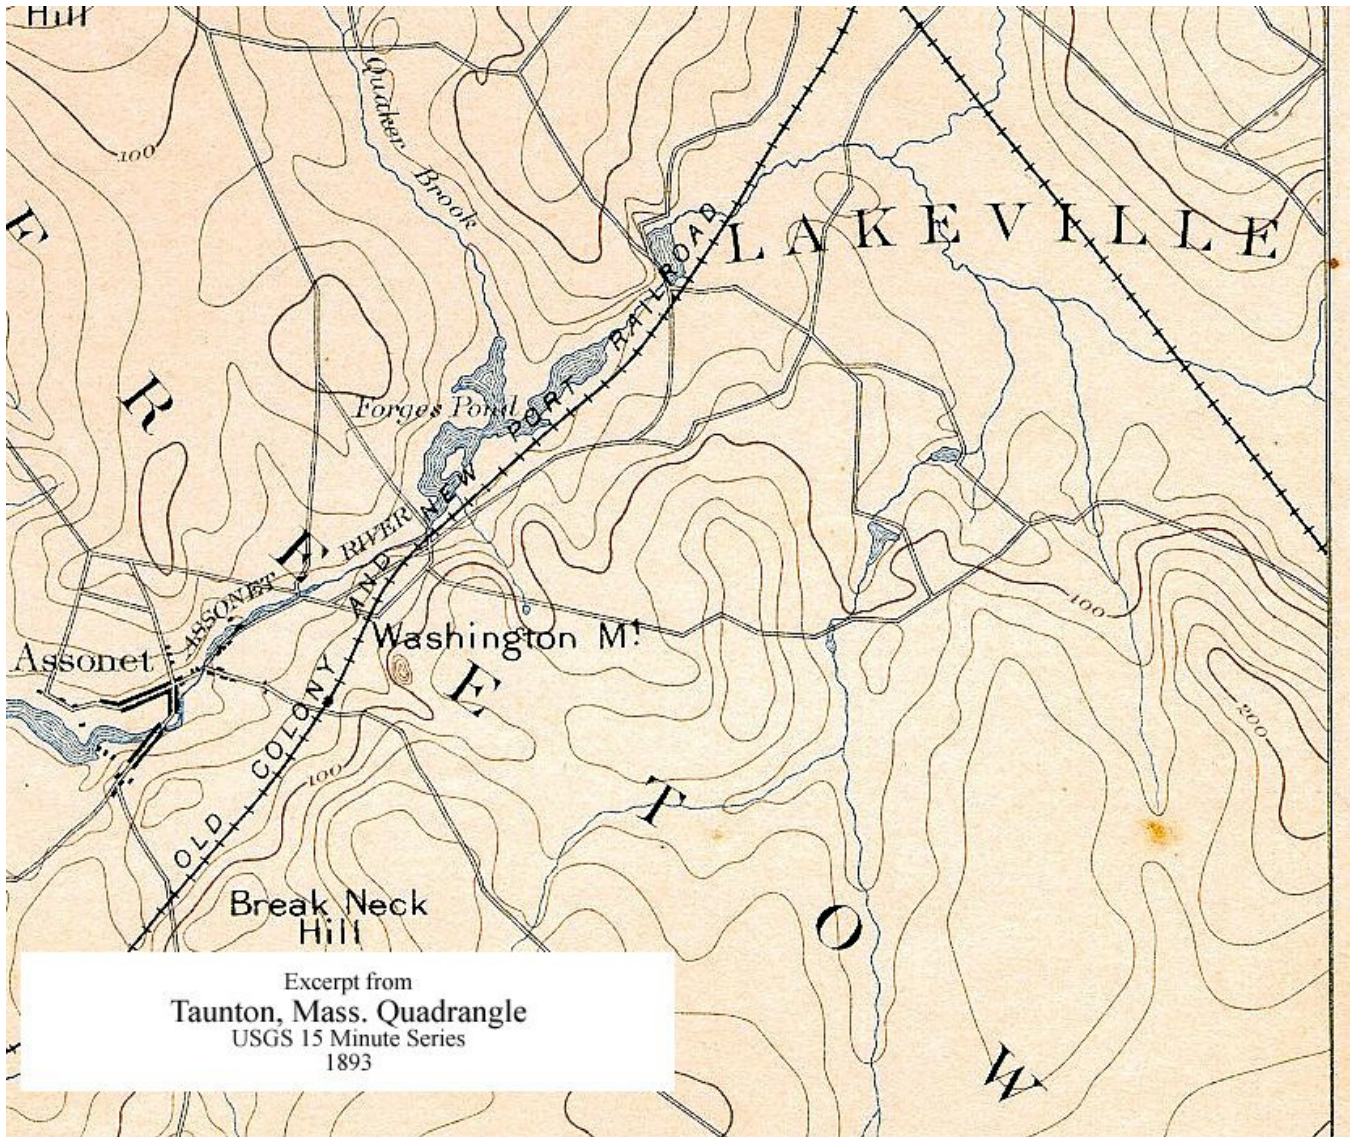 Hill
Quaker Brook
100
F
LAKEVILLE
R
Forges Pond
OLD COLONY AND NEWPORT RAILROAD
ASSONET RIVER
E
100
Assonet
Washington Mt
E
200
100
T
Break Neck
Hill
O
W
Excerpt from
Taunton, Mass. Quadrangle
USGS 15 Minute Series
1893